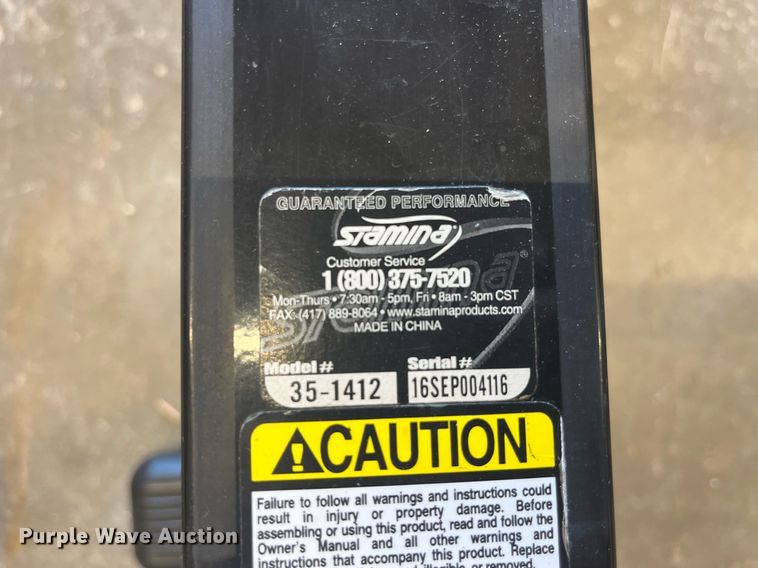 GUARANTEED PERFORMANCE
Stamina
Customer Service
1 (800) 375-7520
Mon-Thurs • 7:30am - 5pm, Fri • 8am - 3pm CST
FAX: (417) 889-8064 • www.staminaproducts.com
MADE IN CHINA
Model # Serial #
35-1412 16SEP004116
CAUTION
Failure to follow all warnings and instructions could
result in injury or property damage. Before
assembling or using this product, read and follow the
Owner's Manual and all other warnings and
instructions that accompany this product. Replace
illegible or removed.
Purple Wave Auction